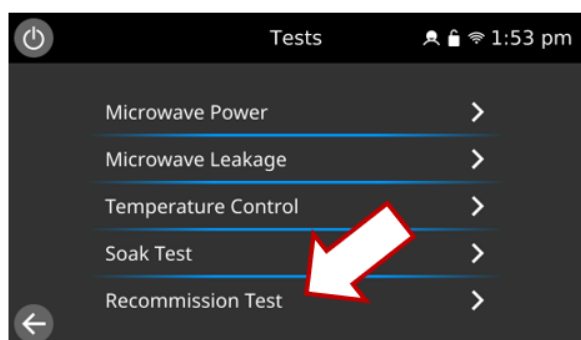 Tests 1:53 pm
Microwave Power
Microwave Leakage
Temperature Control
Soak Test
Recommission Test